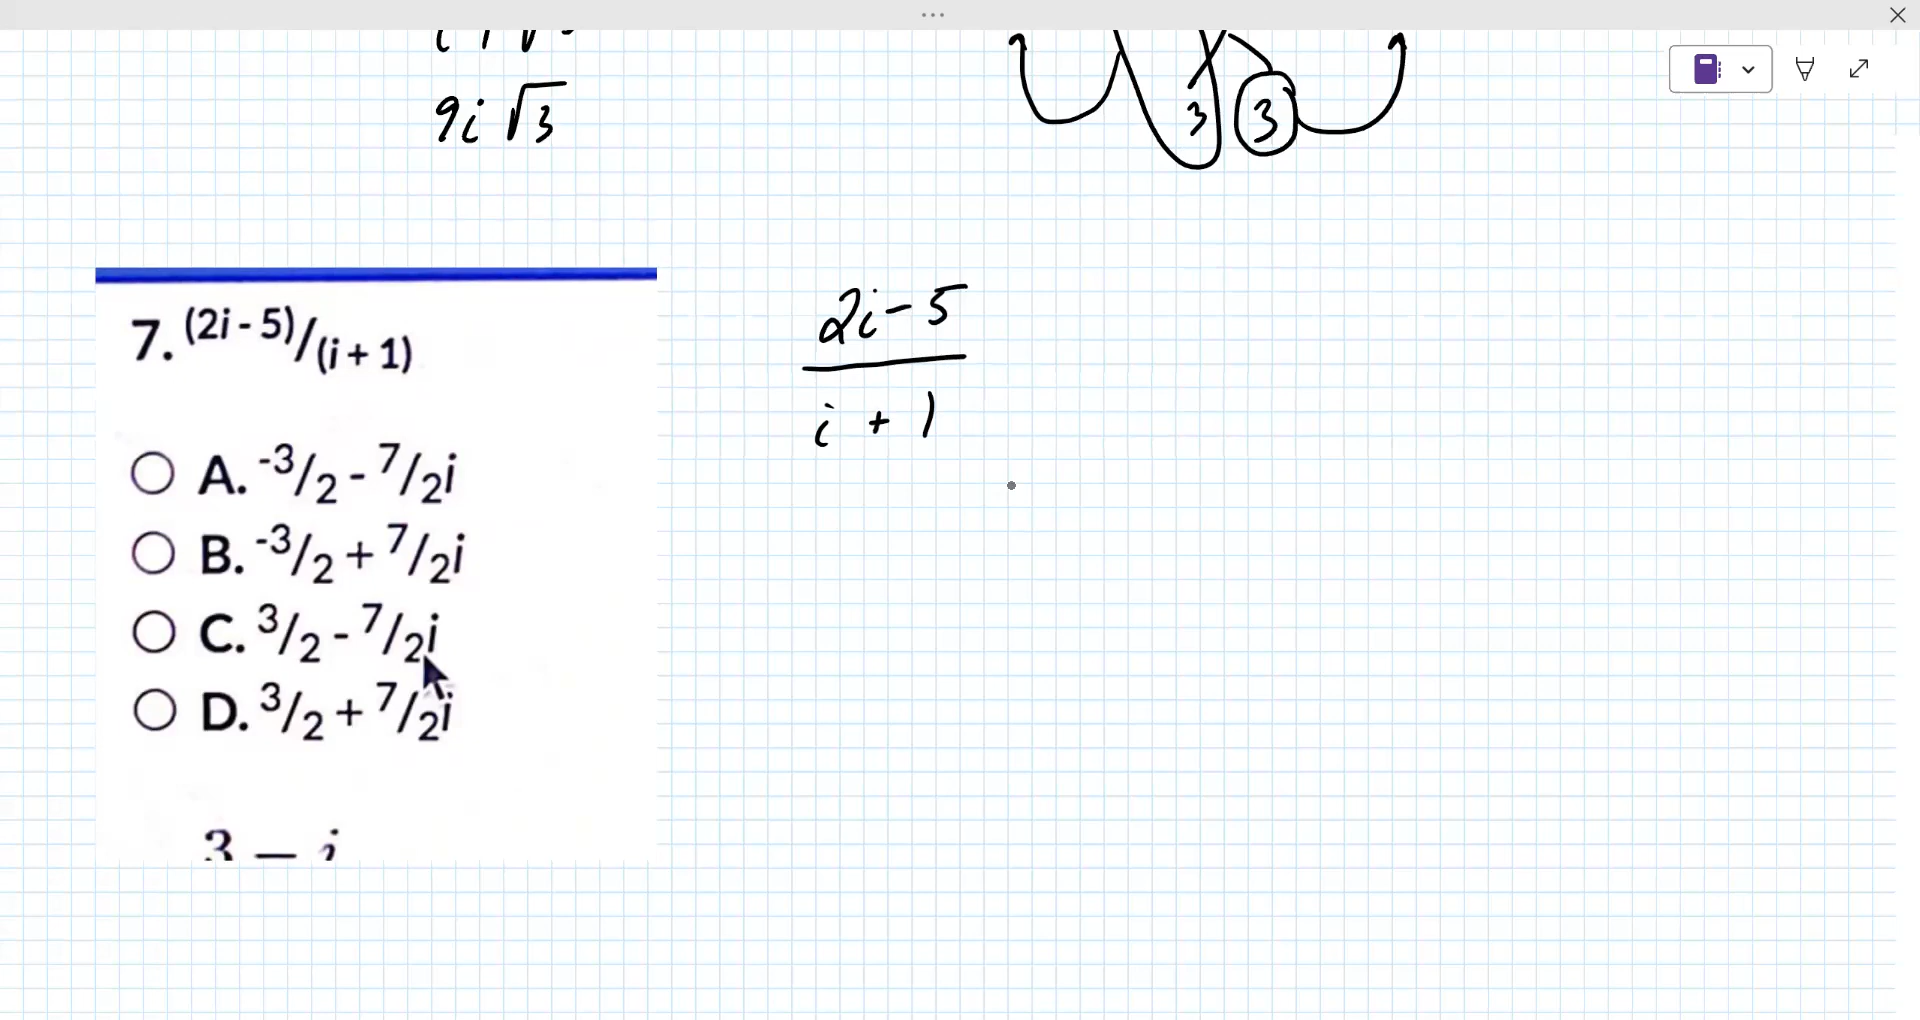 9i √3
3 3
7. (2i - 5)/(i + 1)
2i - 5
i + 1
A. -3/2 - 7/2i
B. -3/2 + 7/2i
C. 3/2 - 7/2i
D. 3/2 + 7/2i
3 − i